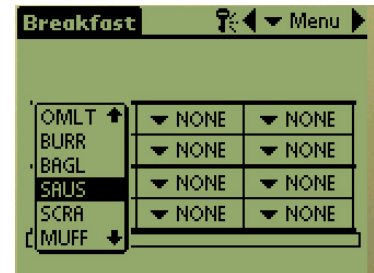 Breakfast Menu
OMLT
BURR
BAGL
SAUS
SCRA
MUFF
NONE NONE
NONE NONE
NONE NONE
NONE NONE